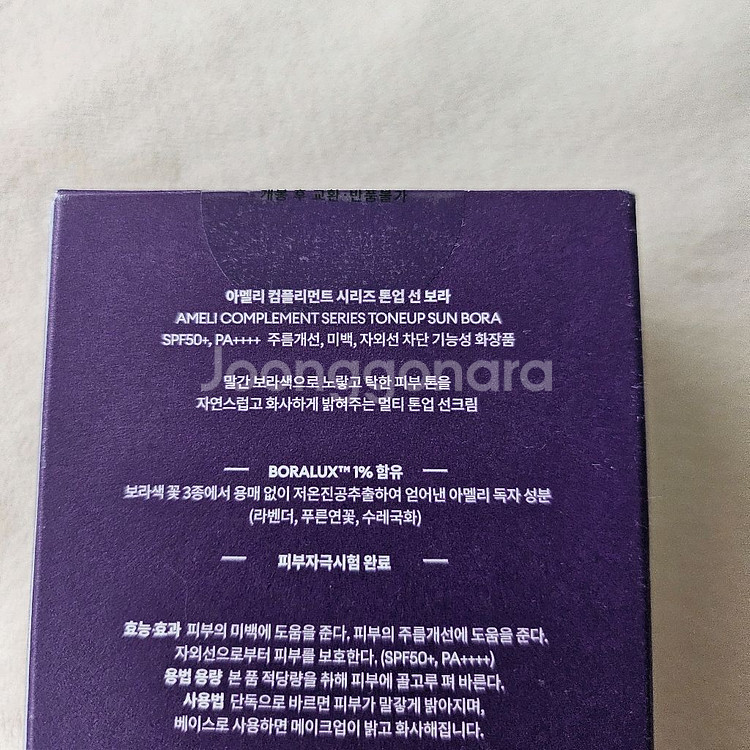 개봉 후 교환·반품불가
아멜리 컴플리먼트 시리즈 톤업 선 보라
AMELI COMPLEMENT SERIES TONEUP SUN BORA
SPF50+, PA++++ 주름개선, 미백, 자외선 차단 기능성 화장품
Joonggonara
말간 보라색으로 노랗고 탁한 피부 톤을
자연스럽고 화사하게 밝혀주는 멀티 톤업 선크림
BORALUX™ 1% 함유
보라색 꽃 3종에서 용매 없이 저온진공추출하여 얻어낸 아멜리 독자 성분
(라벤더, 푸른연꽃, 수레국화)
피부자극시험 완료
효능·효과 피부의 미백에 도움을 준다. 피부의 주름개선에 도움을 준다.
자외선으로부터 피부를 보호한다. (SPF50+, PA++++)
용법 용량 본 품 적당량을 취해 피부에 골고루 펴 바른다.
사용법 단독으로 바르면 피부가 말갛게 밝아지며,
베이스로 사용하면 메이크업이 밝고 화사해집니다.